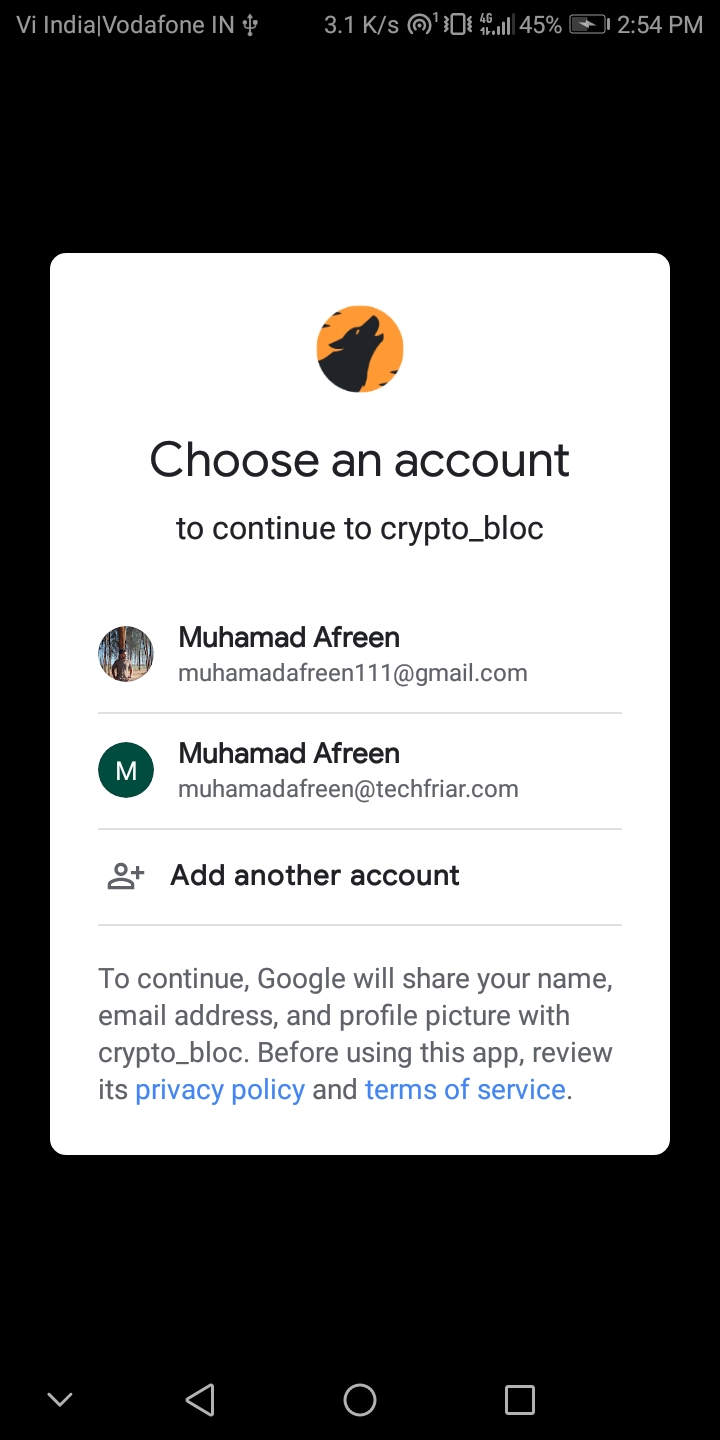 Vi India|Vodafone IN 3.1 K/s 1 4G 45% 2:54 PM
Choose an account
to continue to crypto_bloc
Muhamad Afreen
muhamadafreen111@gmail.com
M
Muhamad Afreen
muhamadafreen@techfriar.com
Add another account
To continue, Google will share your name,
email address, and profile picture with
crypto_bloc. Before using this app, review
its privacy policy and terms of service.